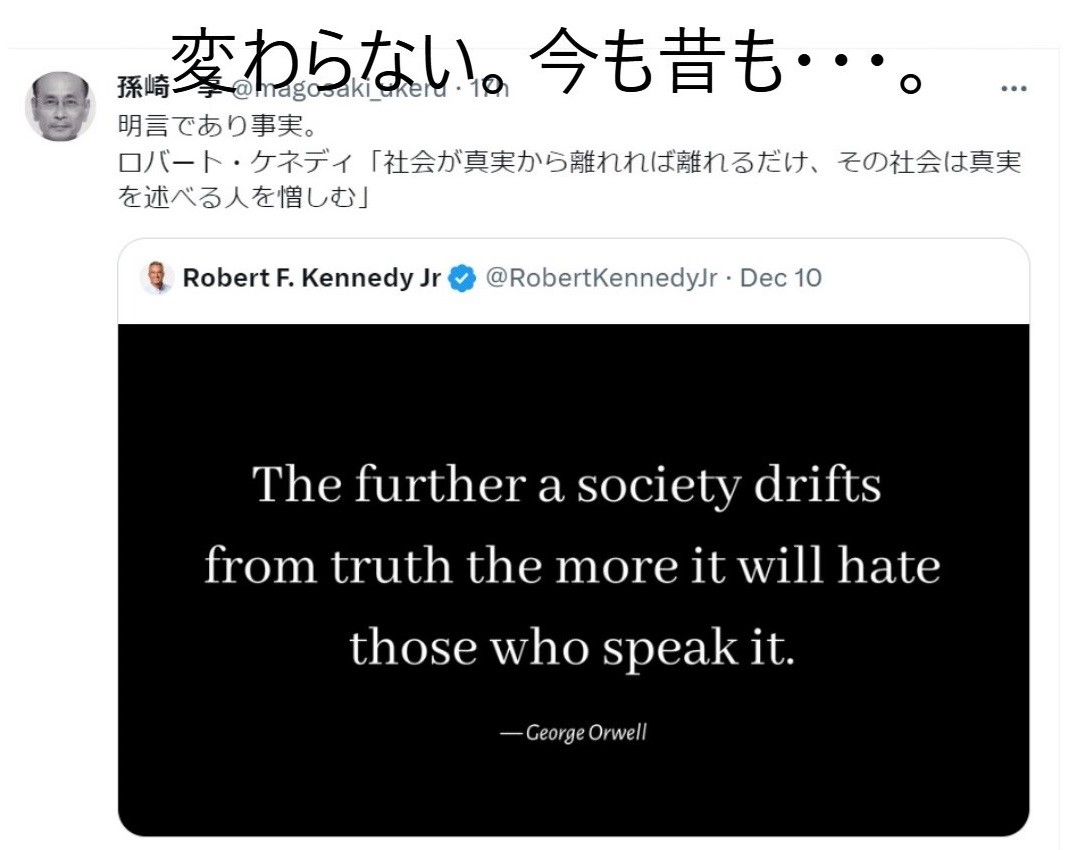 変わらない。今も昔も・・・。
孫崎 享 @magosaki_ukeru · 17h
明言であり事実。
ロバート・ケネディ「社会が真実から離れれば離れるだけ、その社会は真実
を述べる人を憎しむ」
Robert F. Kennedy Jr @RobertKennedyJr · Dec 10
The further a society drifts
from truth the more it will hate
those who speak it.
— George Orwell